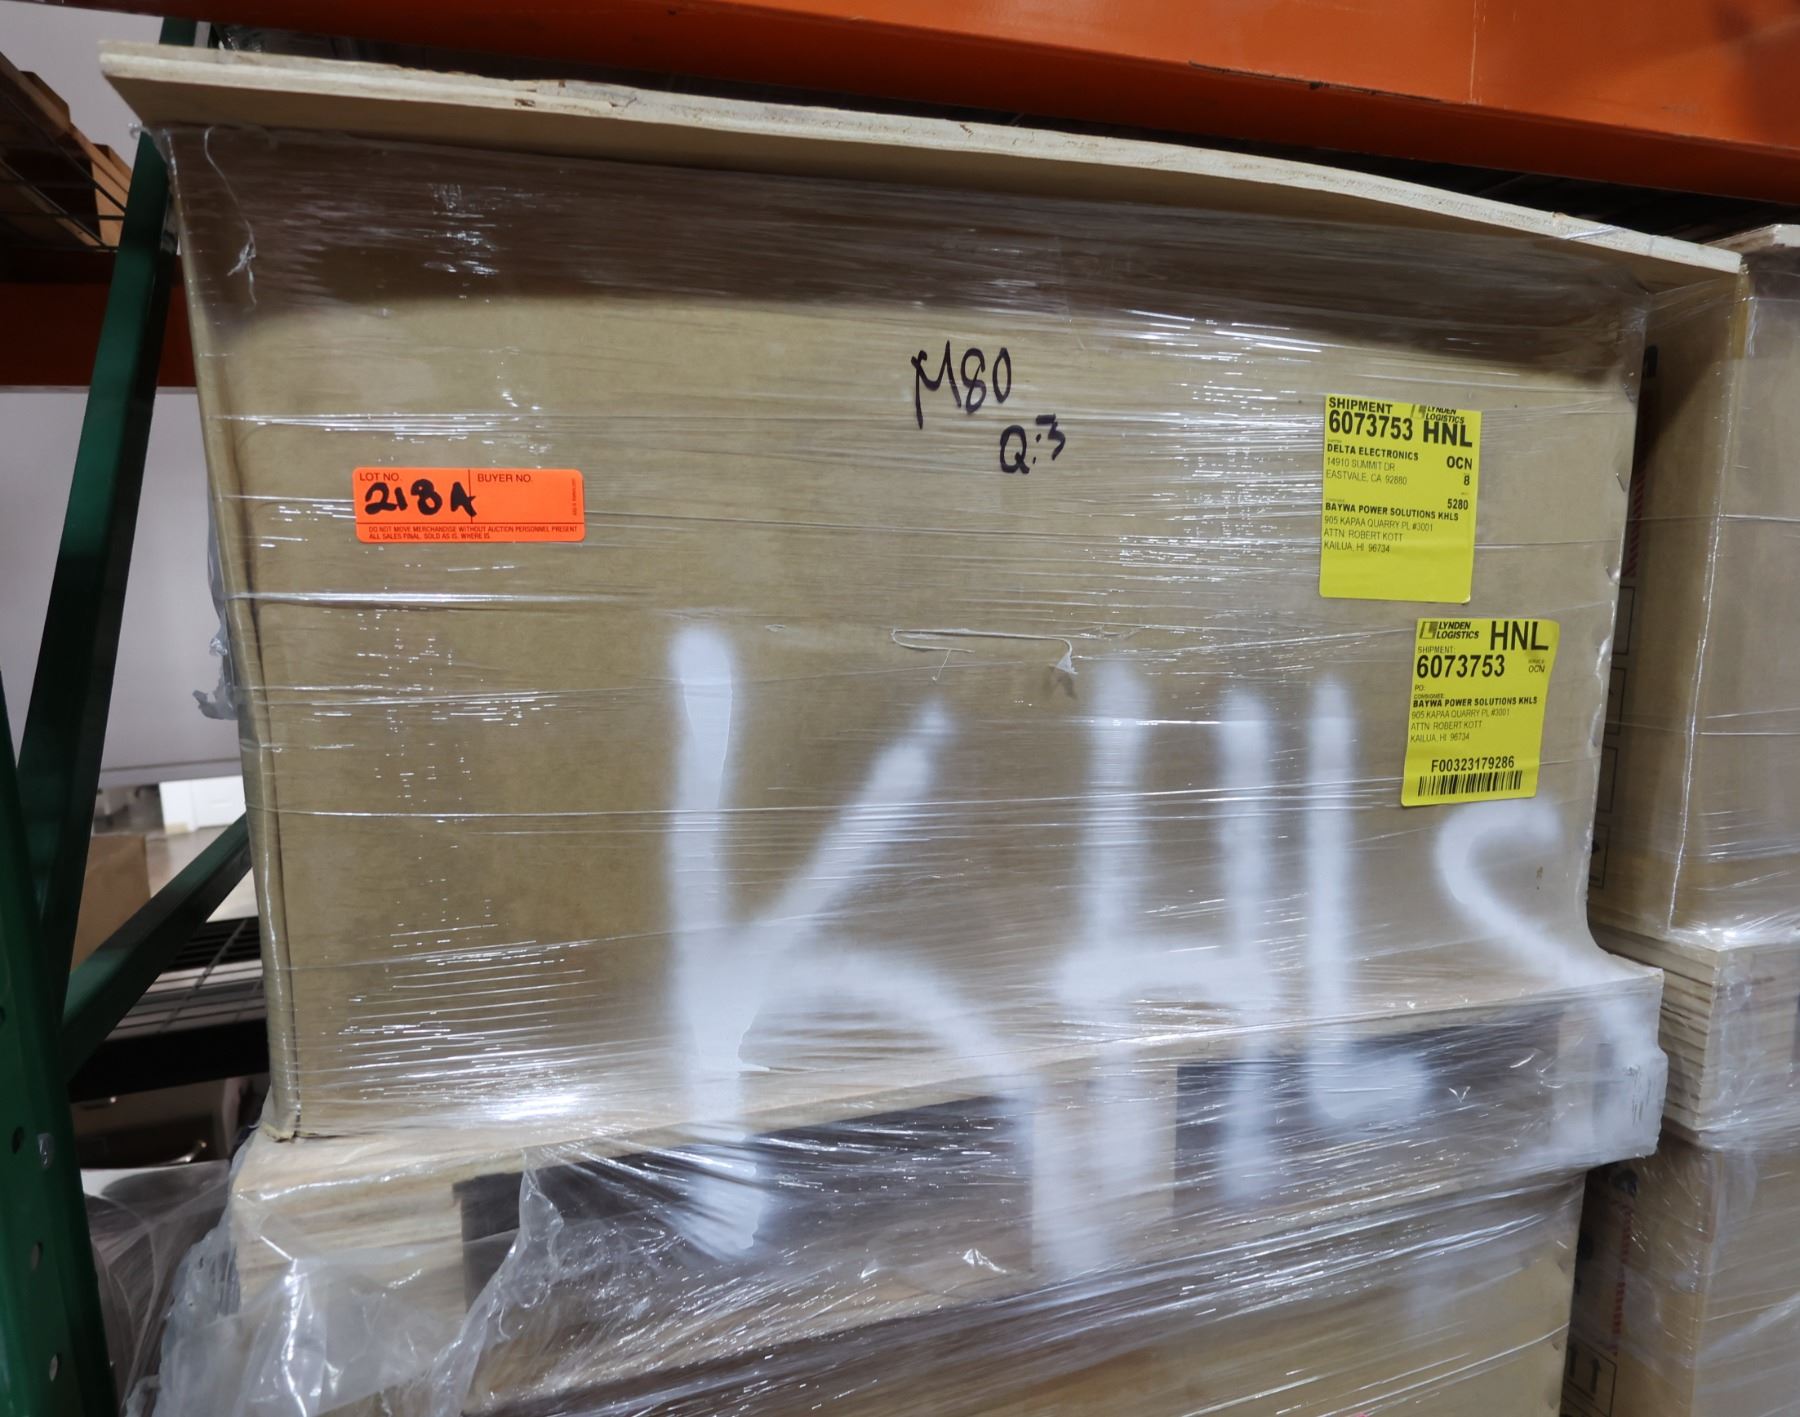 M80
Q:3
LOT NO.
218A
BUYER NO.
DO NOT MOVE MERCHANDISE WITHOUT AUCTION PERSONNEL PRESENT
ALL SALES FINAL, SOLD AS IS, WHERE IS
SHIPMENT LYNDEN LOGISTICS
6073753 HNL
DELTA ELECTRONICS OCN
14910 SUMMIT DR
EASTVALE, CA 92880 8
5280
BAYWA POWER SOLUTIONS KHLS
905 KAPAA QUARRY PL #3001
ATTN: ROBERT KOTT
KAILUA, HI 96734
LYNDEN LOGISTICS HNL
SHIPMENT:
6073753 OCN
PO:
CONSIGNEE:
BAYWA POWER SOLUTIONS KHLS
905 KAPAA QUARRY PL #3001
ATTN: ROBERT KOTT
KAILUA, HI 96734
F00323179286
KHLS